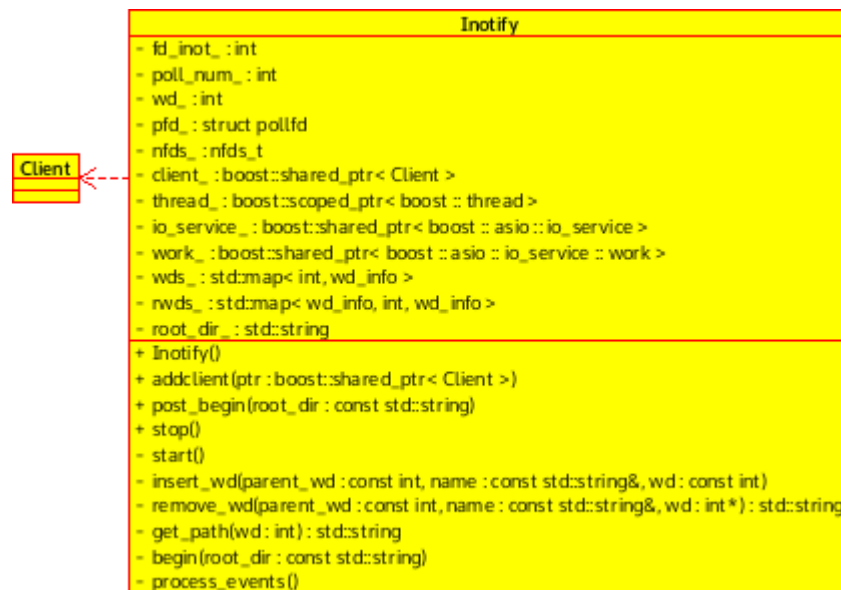 Inotify
- fd_inot_ : int
- poll_num_ : int
- wd_ : int
- pfd_ : struct pollfd
- nfds_ : nfds_t
Client
- client_ : boost::shared_ptr< Client >
- thread_ : boost::scoped_ptr< boost :: thread >
- io_service_ : boost::shared_ptr< boost :: asio :: io_service >
- work_ : boost::shared_ptr< boost :: asio :: io_service :: work >
- wds_ : std::map< int, wd_info >
- rwds_ : std::map< wd_info, int, wd_info >
- root_dir_ : std::string
+ Inotify()
+ addclient(ptr : boost::shared_ptr< Client >)
+ post_begin(root_dir : const std::string)
+ stop()
- start()
- insert_wd(parent_wd : const int, name : const std::string&, wd : const int)
- remove_wd(parent_wd : const int, name : const std::string&, wd : int*) : std::string
- get_path(wd : int) : std::string
- begin(root_dir : const std::string)
- process_events()